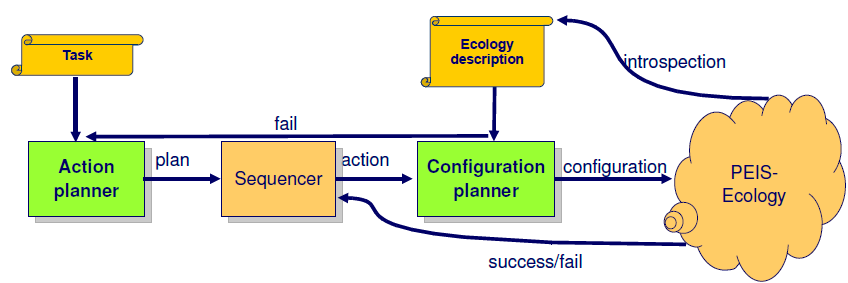 Task
Ecology
description
introspection
fail
Action
planner
plan
Sequencer
action
Configuration
planner
configuration
PEIS-
Ecology
success/fail